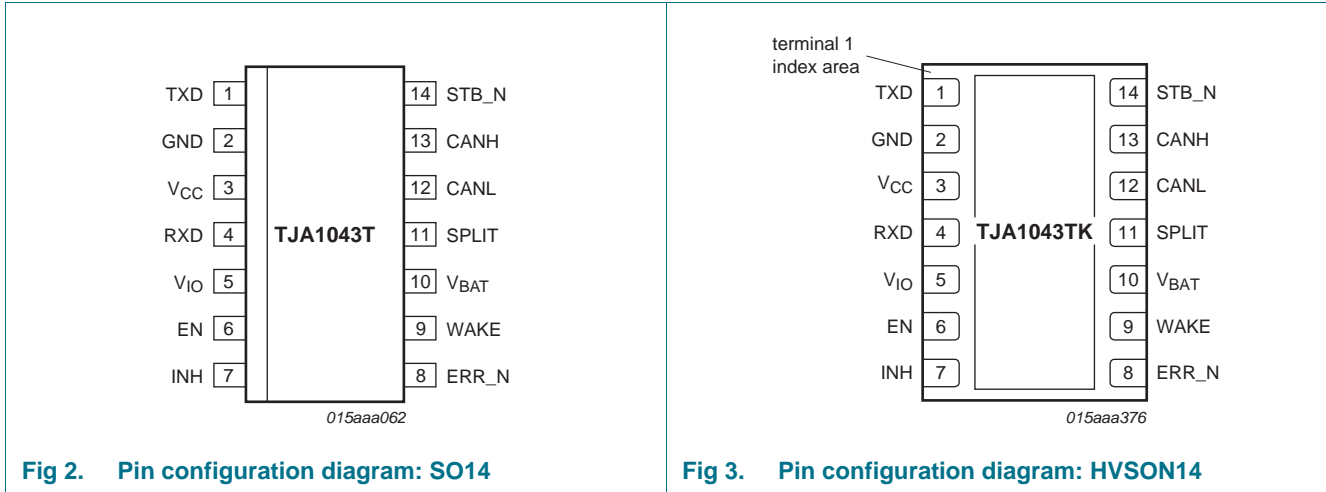 TXD 1 14 STB_N
GND 2 13 CANH
VCC 3 12 CANL
RXD 4 TJA1043T 11 SPLIT
VIO 5 10 VBAT
EN 6 9 WAKE
INH 7 8 ERR_N
015aaa062
Fig 2. Pin configuration diagram: SO14
terminal 1
index area
TXD 1 14 STB_N
GND 2 13 CANH
VCC 3 12 CANL
RXD 4 TJA1043TK 11 SPLIT
VIO 5 10 VBAT
EN 6 9 WAKE
INH 7 8 ERR_N
015aaa376
Fig 3. Pin configuration diagram: HVSON14